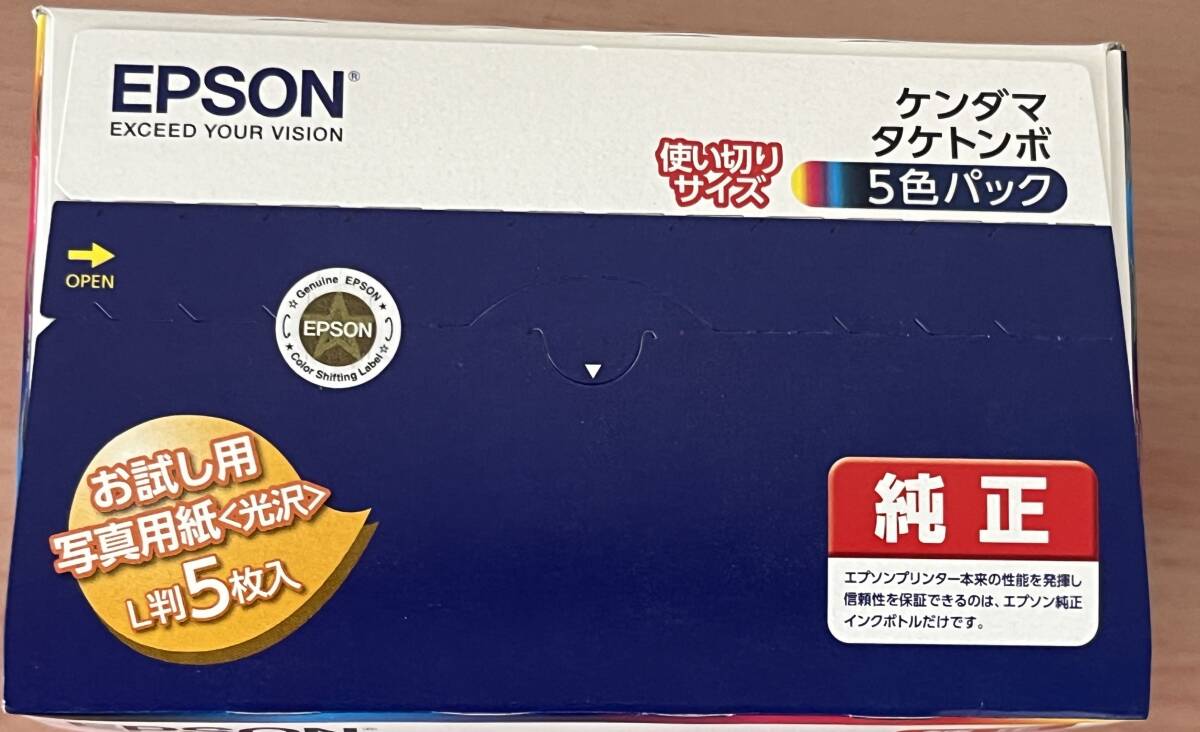 EPSON®
EXCEED YOUR VISION
ケンダマ
タケトンボ
使い切り
サイズ
5色パック
OPEN
Genuine EPSON
EPSON
Color Shifting Label
お試し用
写真用紙<光沢>
L判5枚入
純正
エプソンプリンター本来の性能を発揮し
信頼性を保証できるのは、エプソン純正
インクボトルだけです。
EPSON